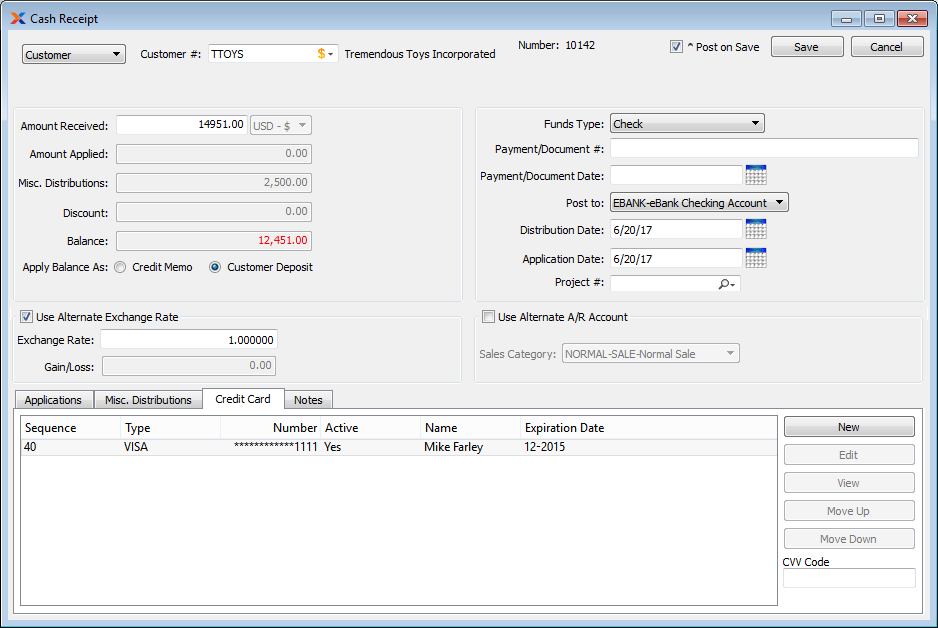 Cash Receipt
Customer
Customer #: TTOYS $ Tremendous Toys Incorporated
Number: 10142
^ Post on Save
Save
Cancel
Amount Received: 14951.00 USD - $
Amount Applied: 0.00
Misc. Distributions: 2,500.00
Discount: 0.00
Balance: 12,451.00
Apply Balance As: Credit Memo Customer Deposit
Funds Type: Check
Payment/Document #:
Payment/Document Date:
Post to: EBANK-eBank Checking Account
Distribution Date: 6/20/17
Application Date: 6/20/17
Project #:
Use Alternate Exchange Rate
Exchange Rate: 1.000000
Gain/Loss: 0.00
Use Alternate A/R Account
Sales Category: NORMAL-SALE-Normal Sale
Applications Misc. Distributions Credit Card Notes
Sequence Type Number Active Name Expiration Date
40 VISA ************1111 Yes Mike Farley 12-2015
New
Edit
View
Move Up
Move Down
CVV Code